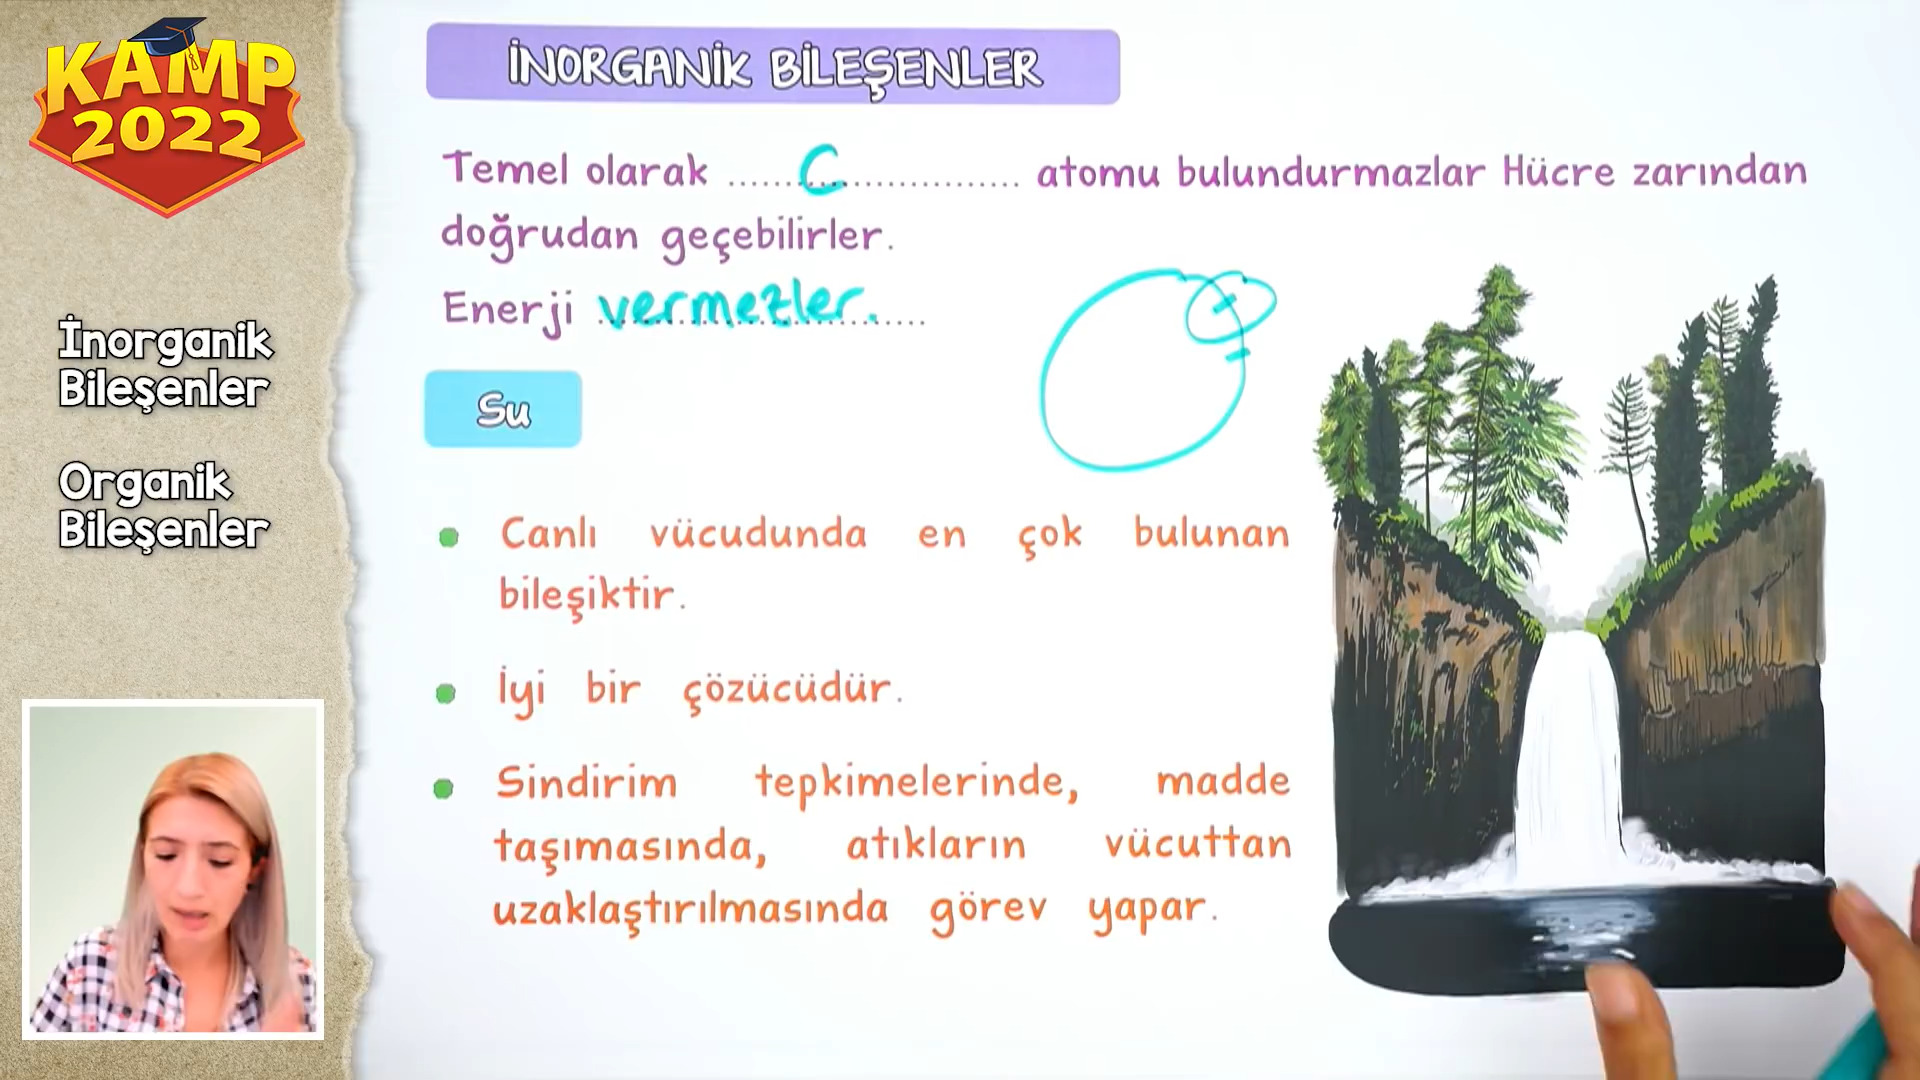 KAMP
2022
İnorganik
Bileşenler
Organik
Bileşenler
İNORGANİK BİLEŞENLER
Temel olarak ..... C ..... atomu bulundurmazlar Hücre zarından
doğrudan geçebilirler.
Enerji vermezler.
Su
Canlı vücudunda en çok bulunan
bileşiktir.
İyi bir çözücüdür.
Sindirim tepkimelerinde, madde
taşımasında, atıkların vücuttan
uzaklaştırılmasında görev yapar.